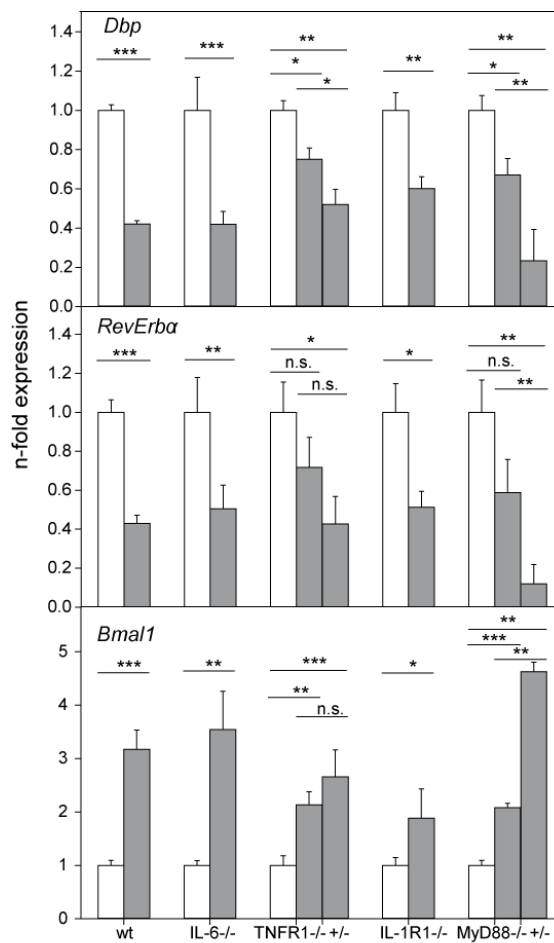 n-fold expression
Dbp
1.4
1.2
1.0
0.8
0.6
0.4
0.2
0.0
*** *** ** * * ** ** * **
RevErbα
1.4
1.2
1.0
0.8
0.6
0.4
0.2
0.0
*** ** * n.s. n.s. * ** n.s. **
Bmal1
5
4
3
2
1
0
*** ** *** ** n.s. * ** *** **
wt IL-6-/- TNFR1-/- +/- IL-1R1-/- MyD88-/- +/-